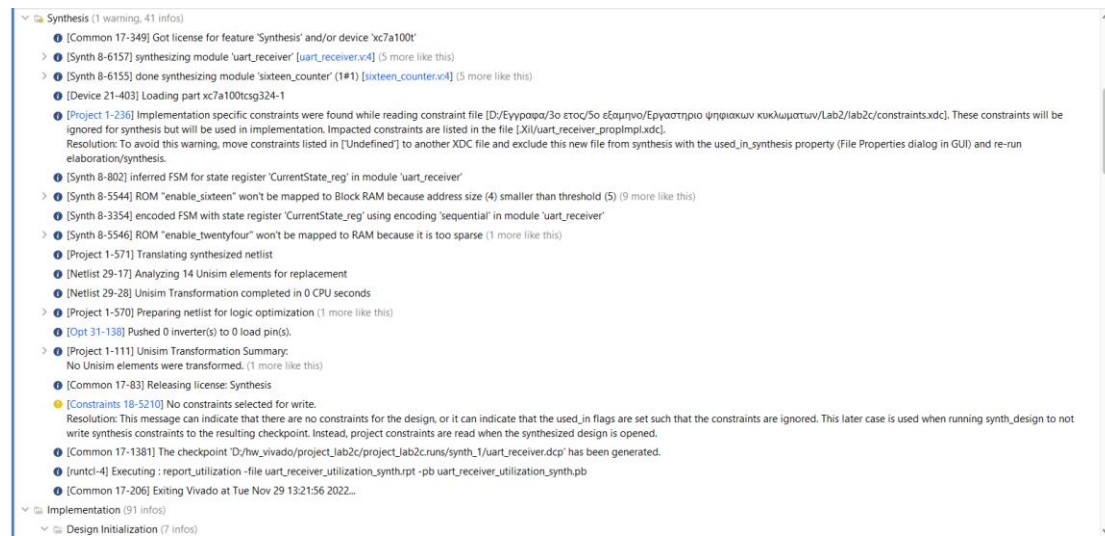 Synthesis (1 warning, 41 infos)
[Common 17-349] Got license for feature 'Synthesis' and/or device 'xc7a100t'
[Synth 8-6157] synthesizing module 'uart_receiver' [uart_receiver.v:4] (5 more like this)
[Synth 8-6155] done synthesizing module 'sixteen_counter' (1#1) [sixteen_counter.v:4] (5 more like this)
[Device 21-403] Loading part xc7a100tcsg324-1
[Project 1-236] Implementation specific constraints were found while reading constraint file [D:/Εγγραφα/3ο ετος/5ο εξαμηνο/Εργαστηριο ψηφιακων κυκλωματων/Lab2/lab2c/constraints.xdc]. These constraints will be
ignored for synthesis but will be used in implementation. Impacted constraints are listed in the file [.Xil/uart_receiver_propImpl.xdc].
Resolution: To avoid this warning, move constraints listed in ['Undefined'] to another XDC file and exclude this new file from synthesis with the used_in_synthesis property (File Properties dialog in GUI) and re-run
elaboration/synthesis.
[Synth 8-802] inferred FSM for state register 'CurrentState_reg' in module 'uart_receiver'
[Synth 8-5544] ROM "enable_sixteen" won't be mapped to Block RAM because address size (4) smaller than threshold (5) (9 more like this)
[Synth 8-3354] encoded FSM with state register 'CurrentState_reg' using encoding 'sequential' in module 'uart_receiver'
[Synth 8-5546] ROM "enable_twentyfour" won't be mapped to RAM because it is too sparse (1 more like this)
[Project 1-571] Translating synthesized netlist
[Netlist 29-17] Analyzing 14 Unisim elements for replacement
[Netlist 29-28] Unisim Transformation completed in 0 CPU seconds
[Project 1-570] Preparing netlist for logic optimization (1 more like this)
[Opt 31-138] Pushed 0 inverter(s) to 0 load pin(s).
[Project 1-111] Unisim Transformation Summary:
No Unisim elements were transformed. (1 more like this)
[Common 17-83] Releasing license: Synthesis
[Constraints 18-5210] No constraints selected for write.
Resolution: This message can indicate that there are no constraints for the design, or it can indicate that the used_in flags are set such that the constraints are ignored. This later case is used when running synth_design to not
write synthesis constraints to the resulting checkpoint. Instead, project constraints are read when the synthesized design is opened.
[Common 17-1381] The checkpoint 'D:/hw_vivado/project_lab2c/project_lab2c.runs/synth_1/uart_receiver.dcp' has been generated.
[runtcl-4] Executing : report_utilization -file uart_receiver_utilization_synth.rpt -pb uart_receiver_utilization_synth.pb
[Common 17-206] Exiting Vivado at Tue Nov 29 13:21:56 2022...
Implementation (91 infos)
Design Initialization (7 infos)